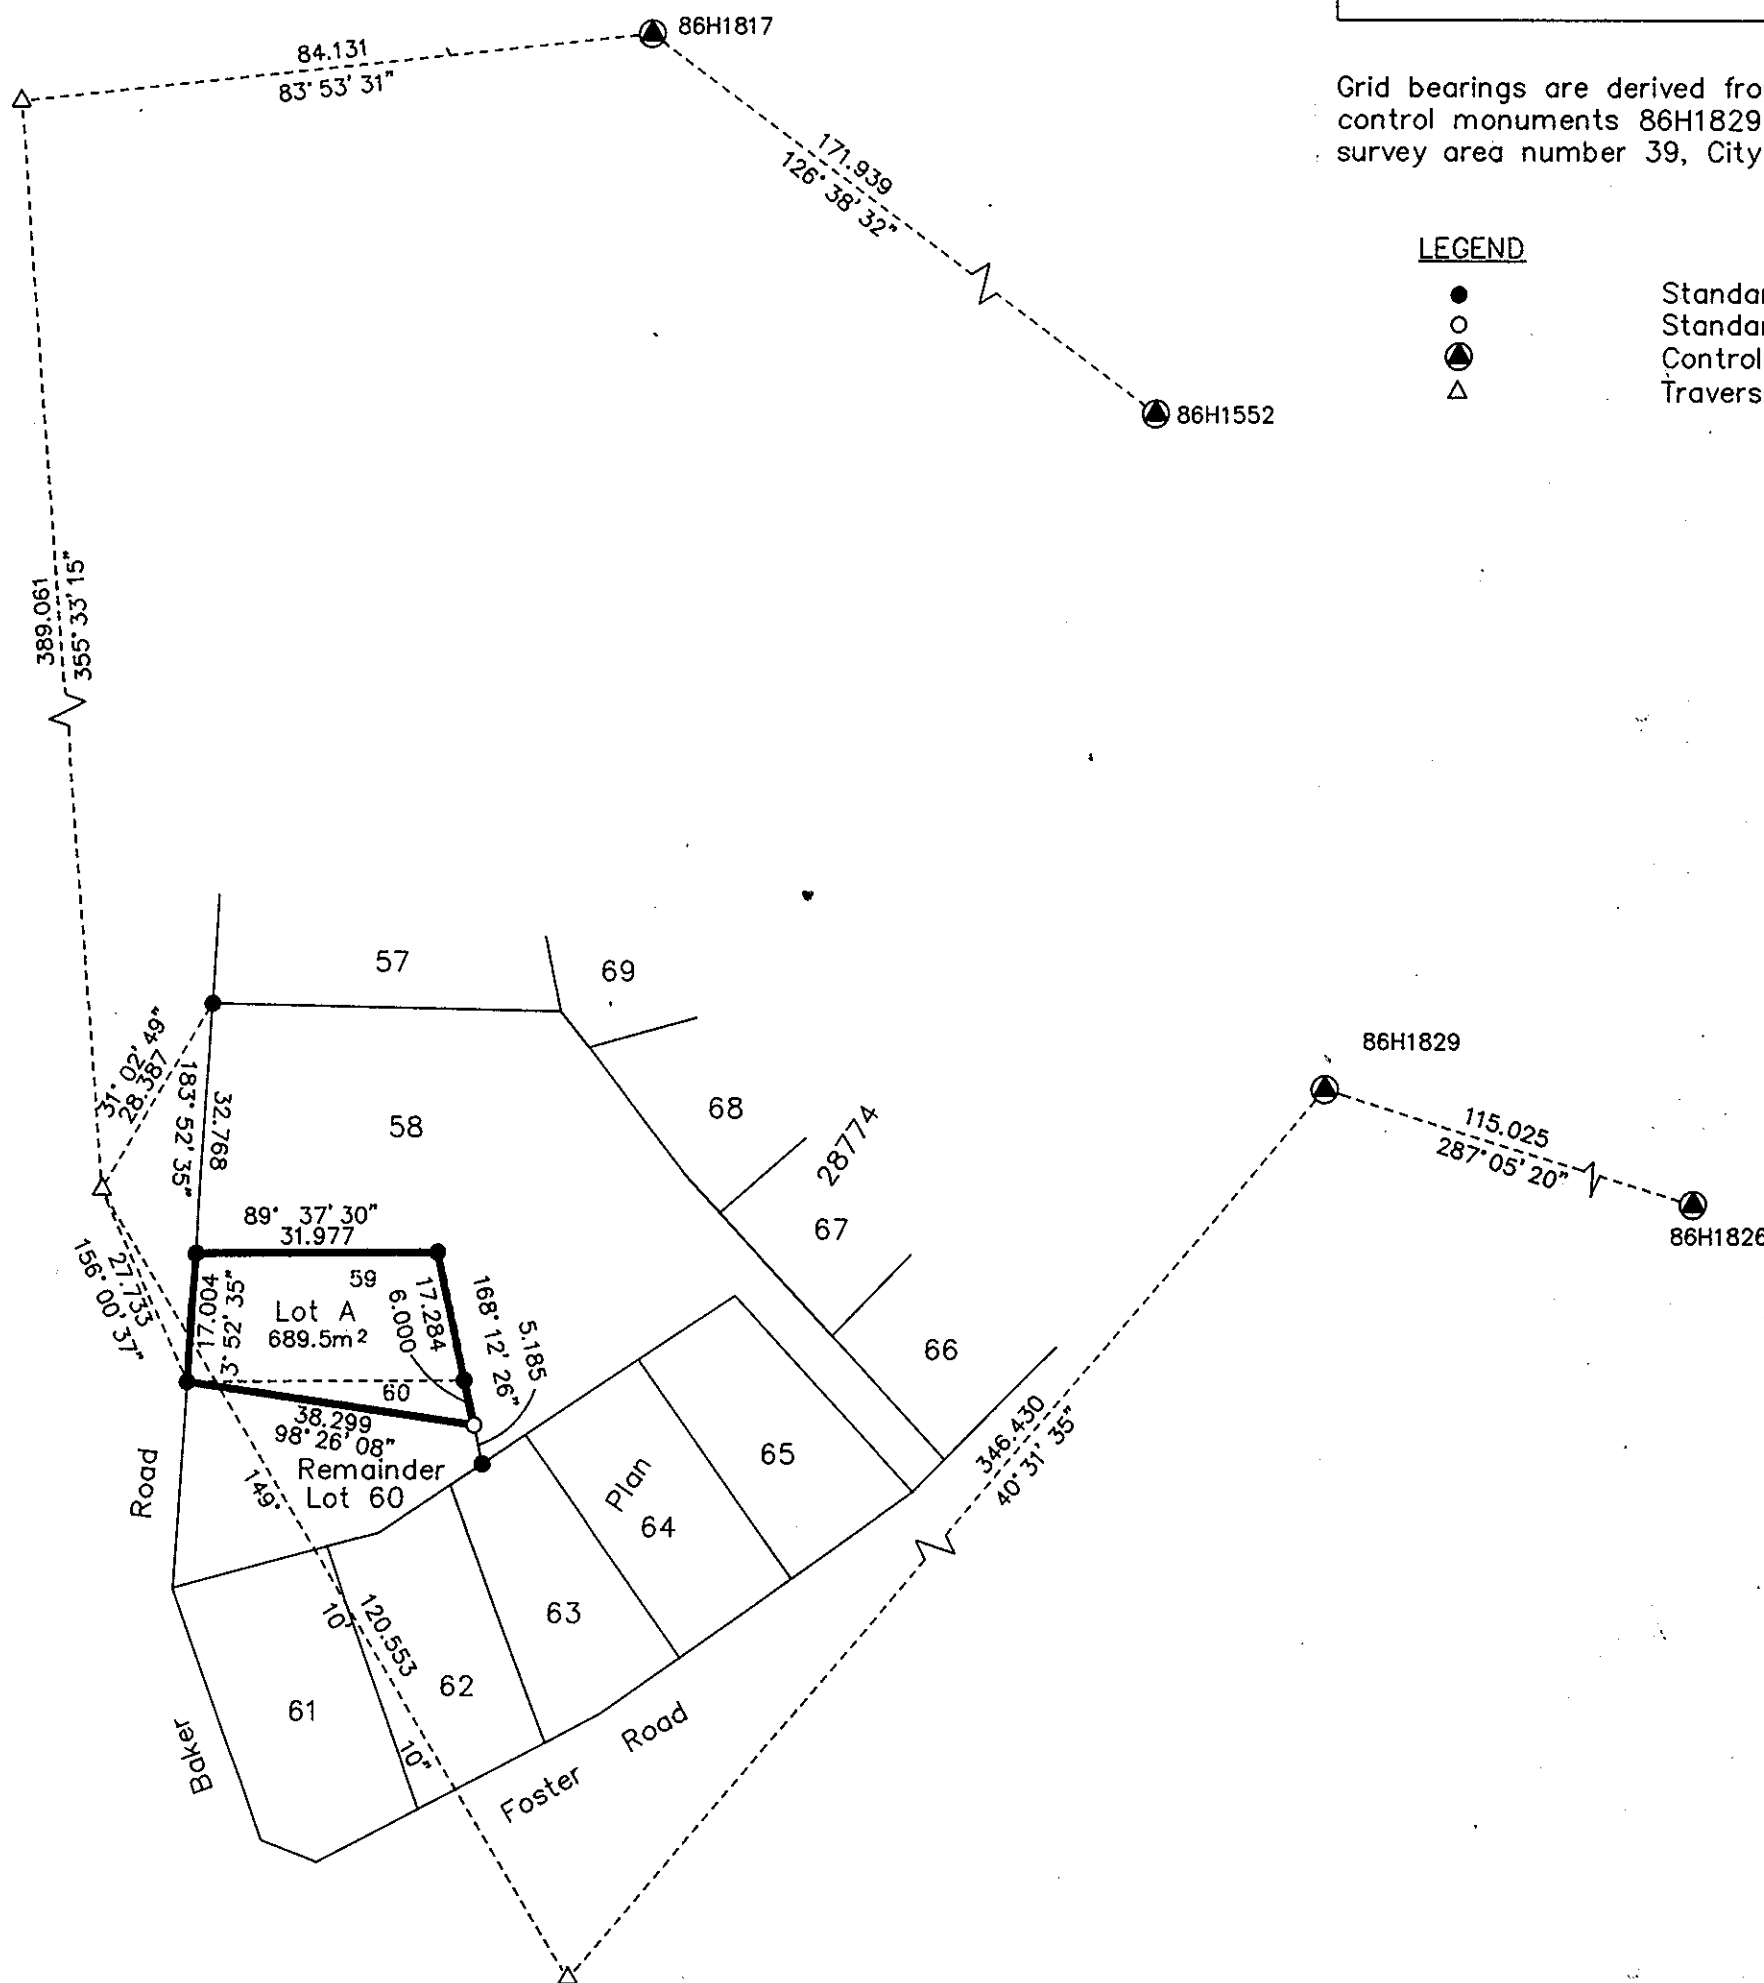 86H1817
84.131
83° 53' 31"
Grid bearings are derived fro
control monuments 86H1829
survey area number 39, City
171.939
126° 38' 32"
LEGEND
Standar
Standar
Control
Travers
86H1552
389.061
355° 33' 15"
57
69
31° 02' 49"
28.387
183° 52' 35"
32.768
58
68
28774
86H1829
115.025
287° 05' 20"
86H1826
67
89° 37' 30"
31.977
59
Lot A
689.5m²
17.004
3° 52' 35"
6.000
17.284
168° 12' 26"
5.185
27.733
156° 00' 37"
66
60
38.299
98° 26' 08"
Remainder
Lot 60
149°
10'
10"
120.553
65
Plan
64
346.430
40° 31' 35"
Road
63
62
61
Baker
Foster Road